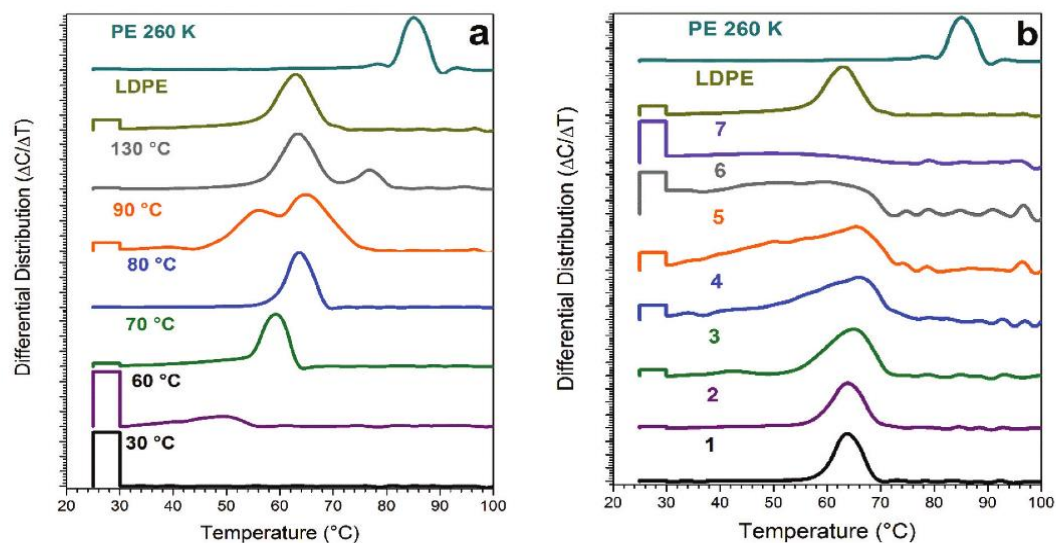 a
PE 260 K
LDPE
130 °C
90 °C
80 °C
70 °C
60 °C
30 °C
Differential Distribution (ΔC/ΔT)
20 30 40 50 60 70 80 90 100
Temperature (°C)
b
PE 260 K
LDPE
7
6
5
4
3
2
1
Differential Distribution (ΔC/ΔT)
20 30 40 50 60 70 80 90 100
Temperature (°C)